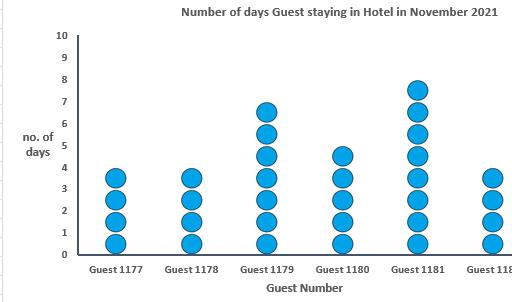 Number of days Guest staying in Hotel in November 2021
10
9
8
7
6
5
4
3
2
1
0
no. of
days
Guest 1177 Guest 1178 Guest 1179 Guest 1180 Guest 1181 Guest
Guest Number